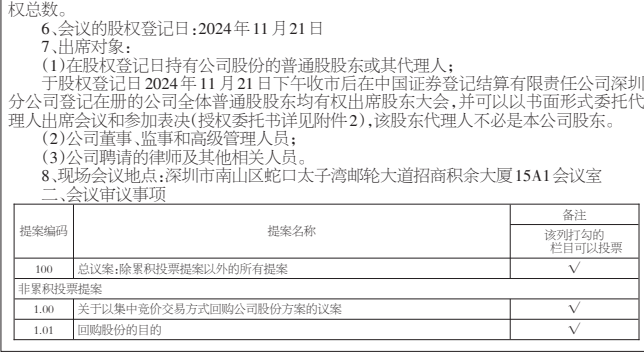 权总数。
6、会议的股权登记日:2024年11月21日
7、出席对象:
(1)在股权登记日持有公司股份的普通股股东或其代理人;
于股权登记日2024年11月21日下午收市后在中国证券登记结算有限责任公司深圳
分公司登记在册的公司全体普通股股东均有权出席股东大会,并可以以书面形式委托代
理人出席会议和参加表决(授权委托书详见附件2),该股东代理人不必是本公司股东。
(2)公司董事、监事和高级管理人员;
(3)公司聘请的律师及其他相关人员。
8、现场会议地点:深圳市南山区蛇口太子湾邮轮大道招商积余大厦15A1会议室
二、会议审议事项
提案编码 提案名称 备注
该列打勾的
栏目可以投票
100 总议案:除累积投票提案以外的所有提案 √
非累积投票提案
1.00 关于以集中竞价交易方式回购公司股份方案的议案 √
1.01 回购股份的目的 √